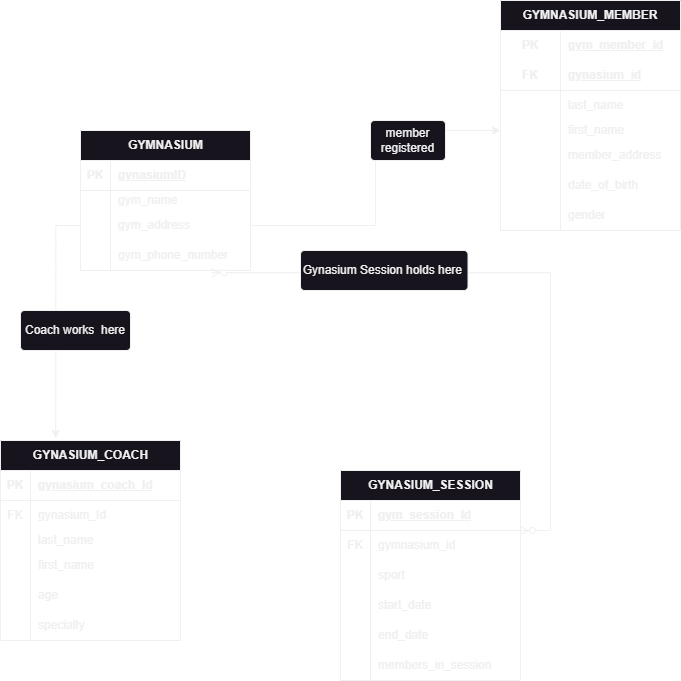 GYMNASIUM_MEMBER
PK gym_member_id
FK gynasium_id
last_name
first_name
member_address
date_of_birth
gender
member
registered
GYMNASIUM
PK gynasiumID
gym_name
gym_address
gym_phone_number
Gynasium Session holds here
Coach works here
GYNASIUM_COACH
PK gynasium_coach_Id
FK gynasium_Id
last_name
first_name
age
specialty
GYNASIUM_SESSION
PK gym_session_Id
FK gymnasium_id
sport
start_date
end_date
members_in_session